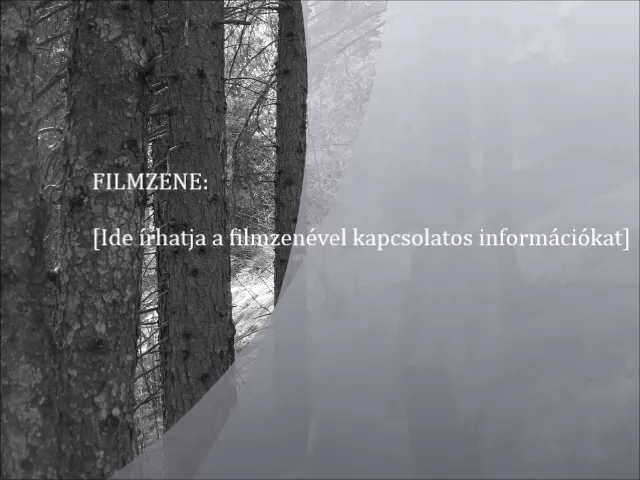 FILMZENE:
[Ide írhatja a filmzenével kapcsolatos információkat]